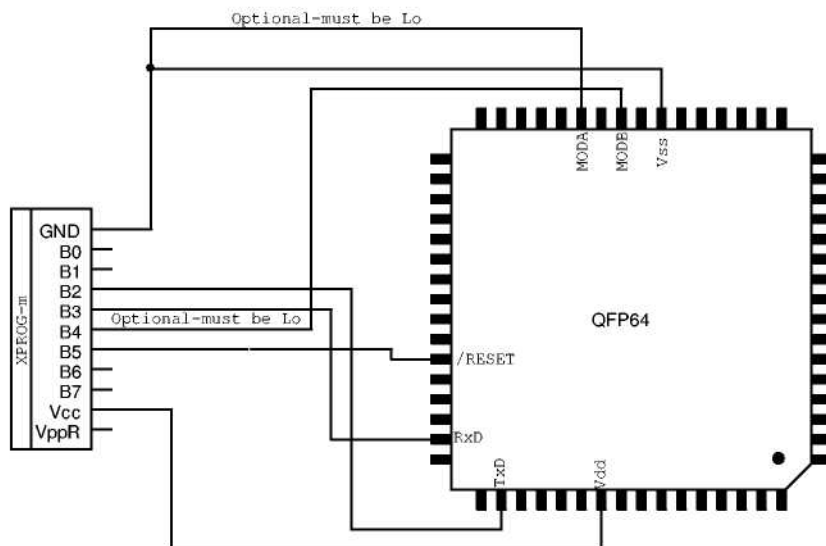 Optional-must be Lo
MODA
MODB
Vss
XPROG-m
GND
B0
B1
B2
B3
B4
B5
B6
B7
Vcc
VppR
Optional-must be Lo
QFP64
/RESET
RxD
TxD
Vdd